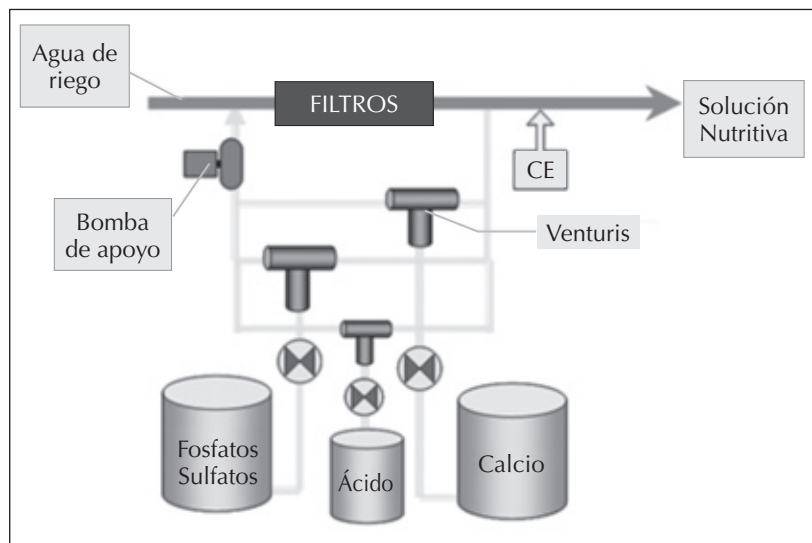 Agua de
riego
FILTROS
Solución
Nutritiva
CE
Bomba
de apoyo
Venturis
Fosfatos
Sulfatos
Ácido
Calcio